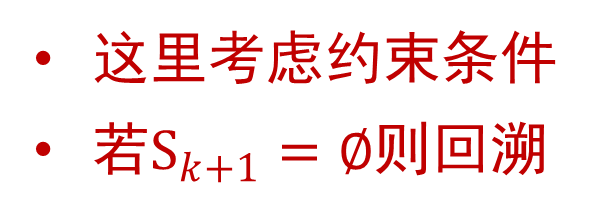 • 这里考虑约束条件
• 若S_{k+1} = ∅则回溯